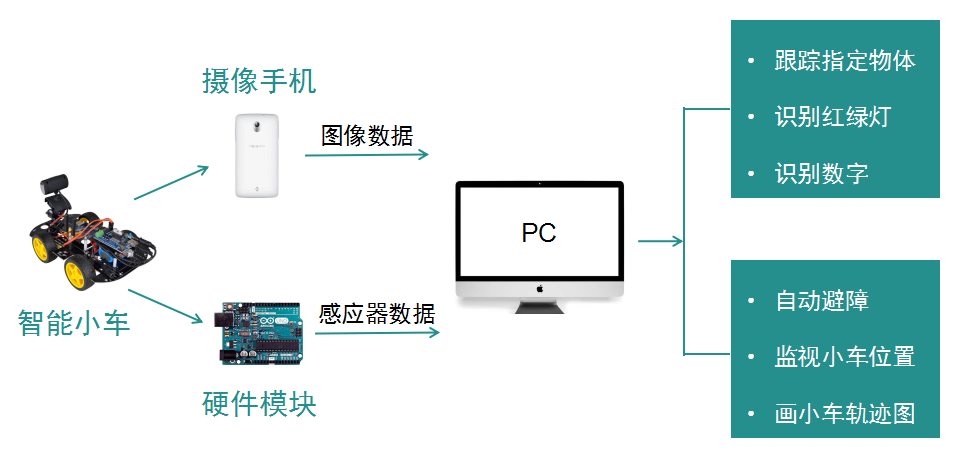 摄像手机
图像数据
智能小车
PC
感应器数据
硬件模块
• 跟踪指定物体
• 识别红绿灯
• 识别数字
• 自动避障
• 监视小车位置
• 画小车轨迹图